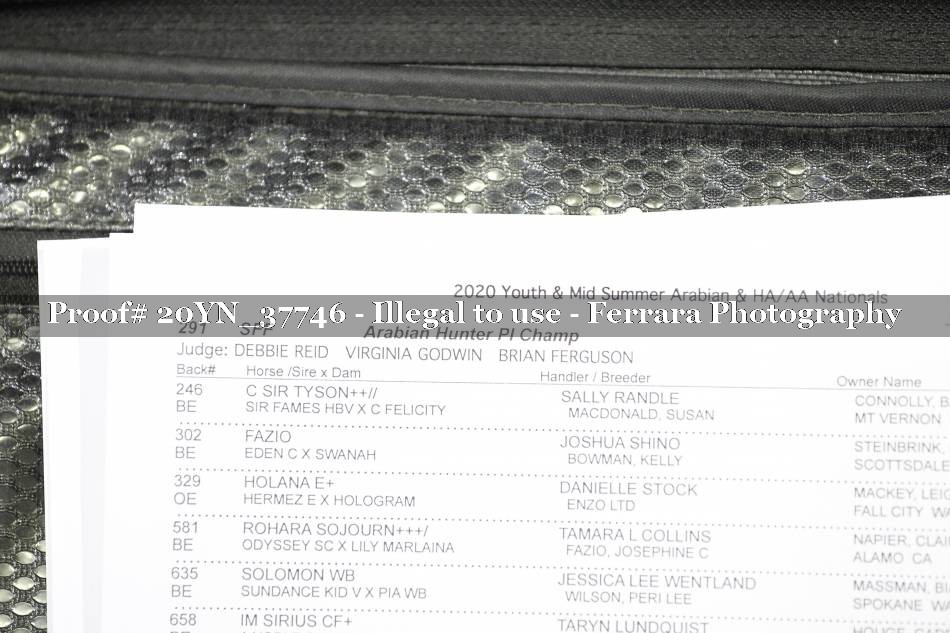 2020 Youth & Mid Summer Arabian & HA/AA Nationals
Proof# 20YN_37746 - Illegal to use - Ferrara Photography
291 SFP Arabian Hunter Pl Champ
Judge: DEBBIE REID VIRGINIA GODWIN BRIAN FERGUSON
Back# Horse /Sire x Dam Handler / Breeder Owner Name
246 C SIR TYSON++// SALLY RANDLE CONNOLLY, B
BE SIR FAMES HBV X C FELICITY MACDONALD, SUSAN MT VERNON
302 FAZIO JOSHUA SHINO STEINBRINK,
BE EDEN C X SWANAH BOWMAN, KELLY SCOTTSDALE
329 HOLANA E+ DANIELLE STOCK MACKEY, LEIG
OE HERMEZ E X HOLOGRAM ENZO LTD FALL CITY WA
581 ROHARA SOJOURN+++/ TAMARA L COLLINS NAPIER, CLAI
BE ODYSSEY SC X LILY MARLAINA FAZIO, JOSEPHINE C ALAMO CA
635 SOLOMON WB JESSICA LEE WENTLAND MASSMAN, BI
BE SUNDANCE KID V X PIA WB WILSON, PERI LEE SPOKANE WA
658 IM SIRIUS CF+ TARYN LUNDQUIST